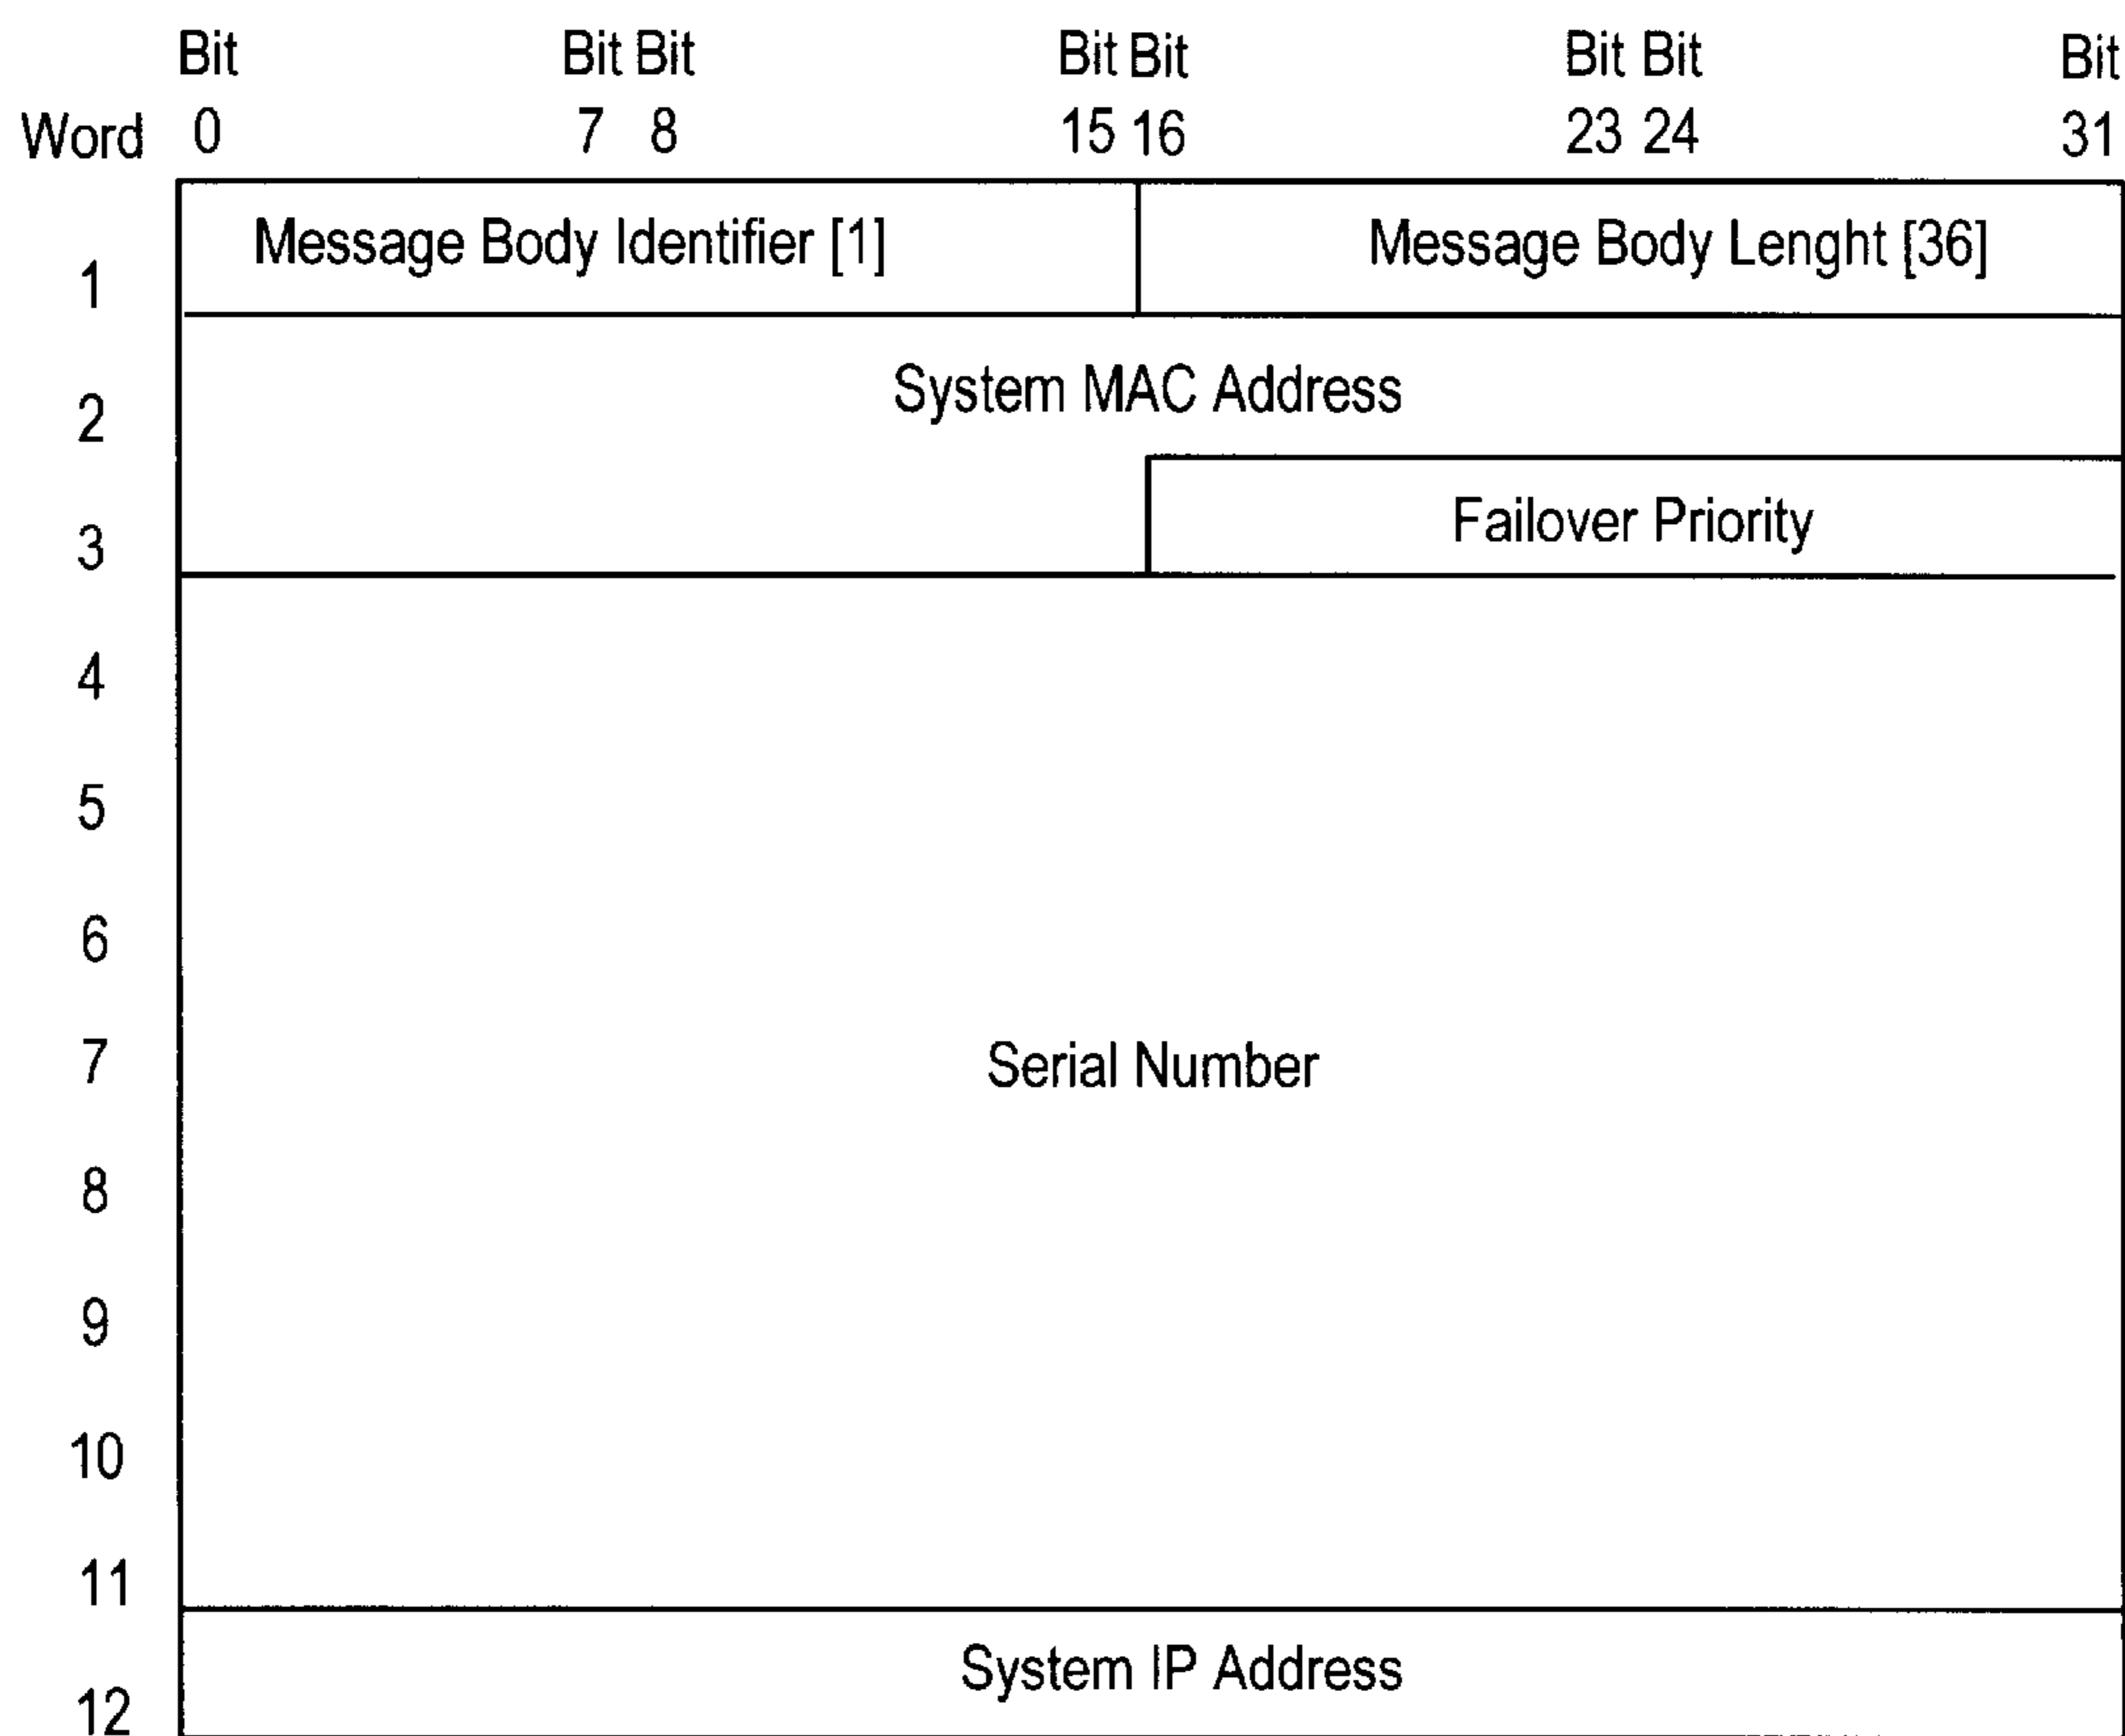 Bit Bit Bit Bit Bit Bit Bit Bit
Word 0 7 8 15 16 23 24 31
Message Body Identifier [1] Message Body Lenght [36]
1
System MAC Address
2
Failover Priority
3
4
5
6
7 Serial Number
8
9
10
11
System IP Address
12